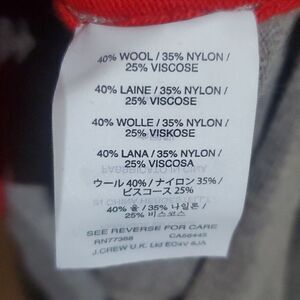 40% WOOL / 35% NYLON /
25% VISCOSE
40% LAINE / 35% NYLON /
25% VISCOSE
40% WOLLE / 35% NYLON /
25% VISKOSE
40% LANA / 35% NYLON /
25% VISCOSA
ウール 40% / ナイロン 35% /
ビスコース 25%
40% 울 / 35% 나일론 /
25% 비스코스
SEE REVERSE FOR CARE
RN77388
J.CREW U.K. Ltd EC4V 6JA